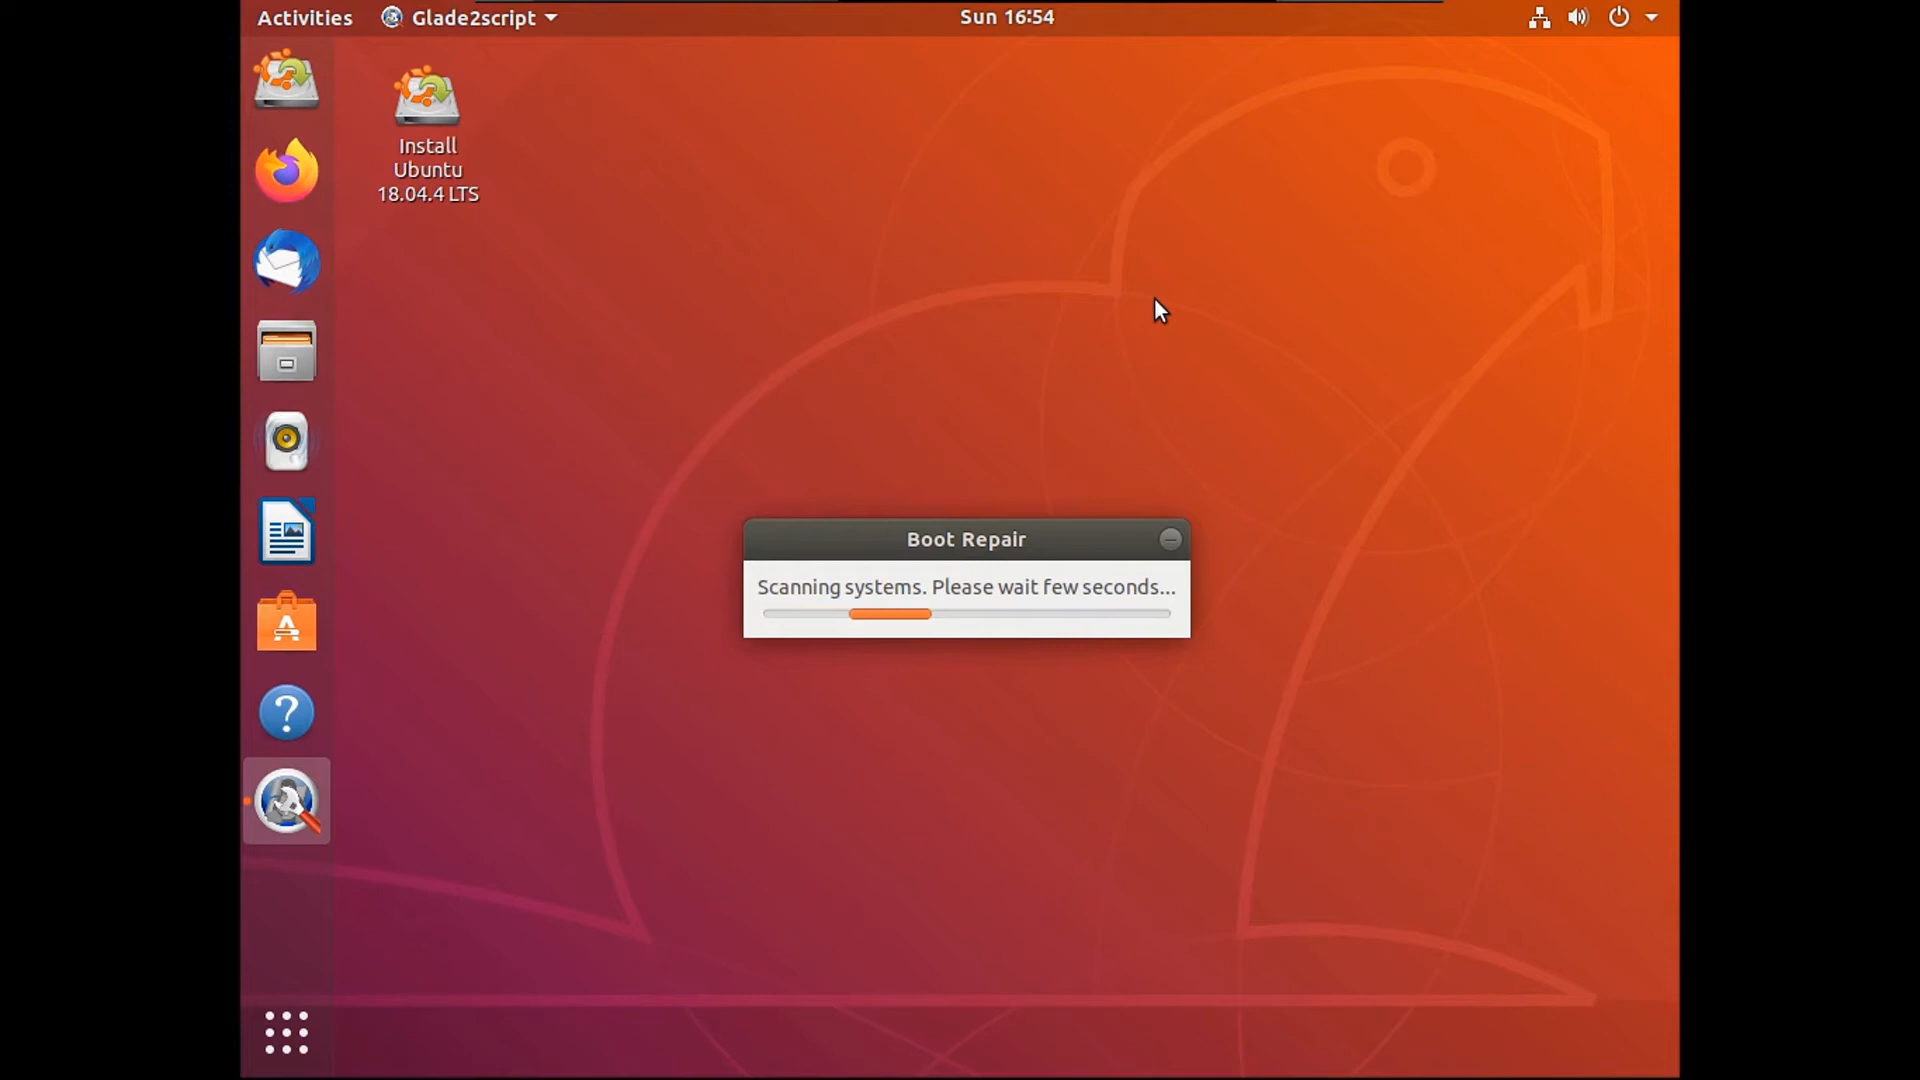 Activities
Glade2script
Sun 16:54
Install
Ubuntu
18.04.4 LTS
Boot Repair
Scanning systems. Please wait few seconds...